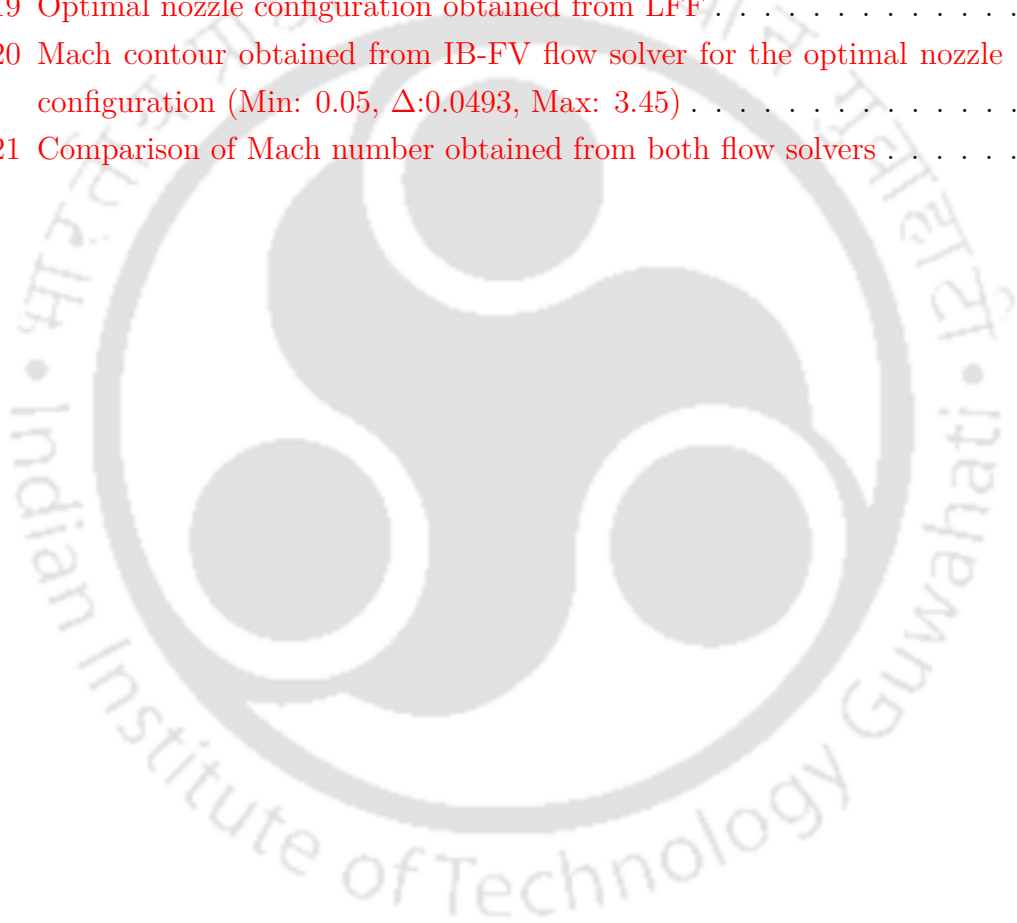 19 Optimal nozzle configuration obtained from LFF . . . . . . . . . . . . .
20 Mach contour obtained from IB-FV flow solver for the optimal nozzle
configuration (Min: 0.05, Δ:0.0493, Max: 3.45) . . . . . . . . . . . . . .
21 Comparison of Mach number obtained from both flow solvers . . . . . .
Indian Institute of Technology Guwahati